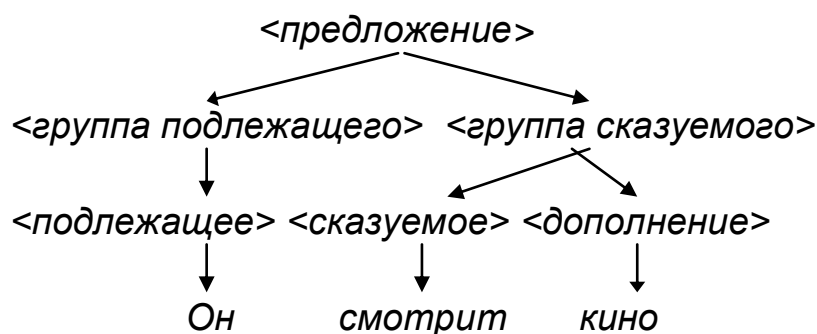 <предложение>
<группа подлежащего> <группа сказуемого>
<подлежащее> <сказуемое> <дополнение>
Он смотрит кино